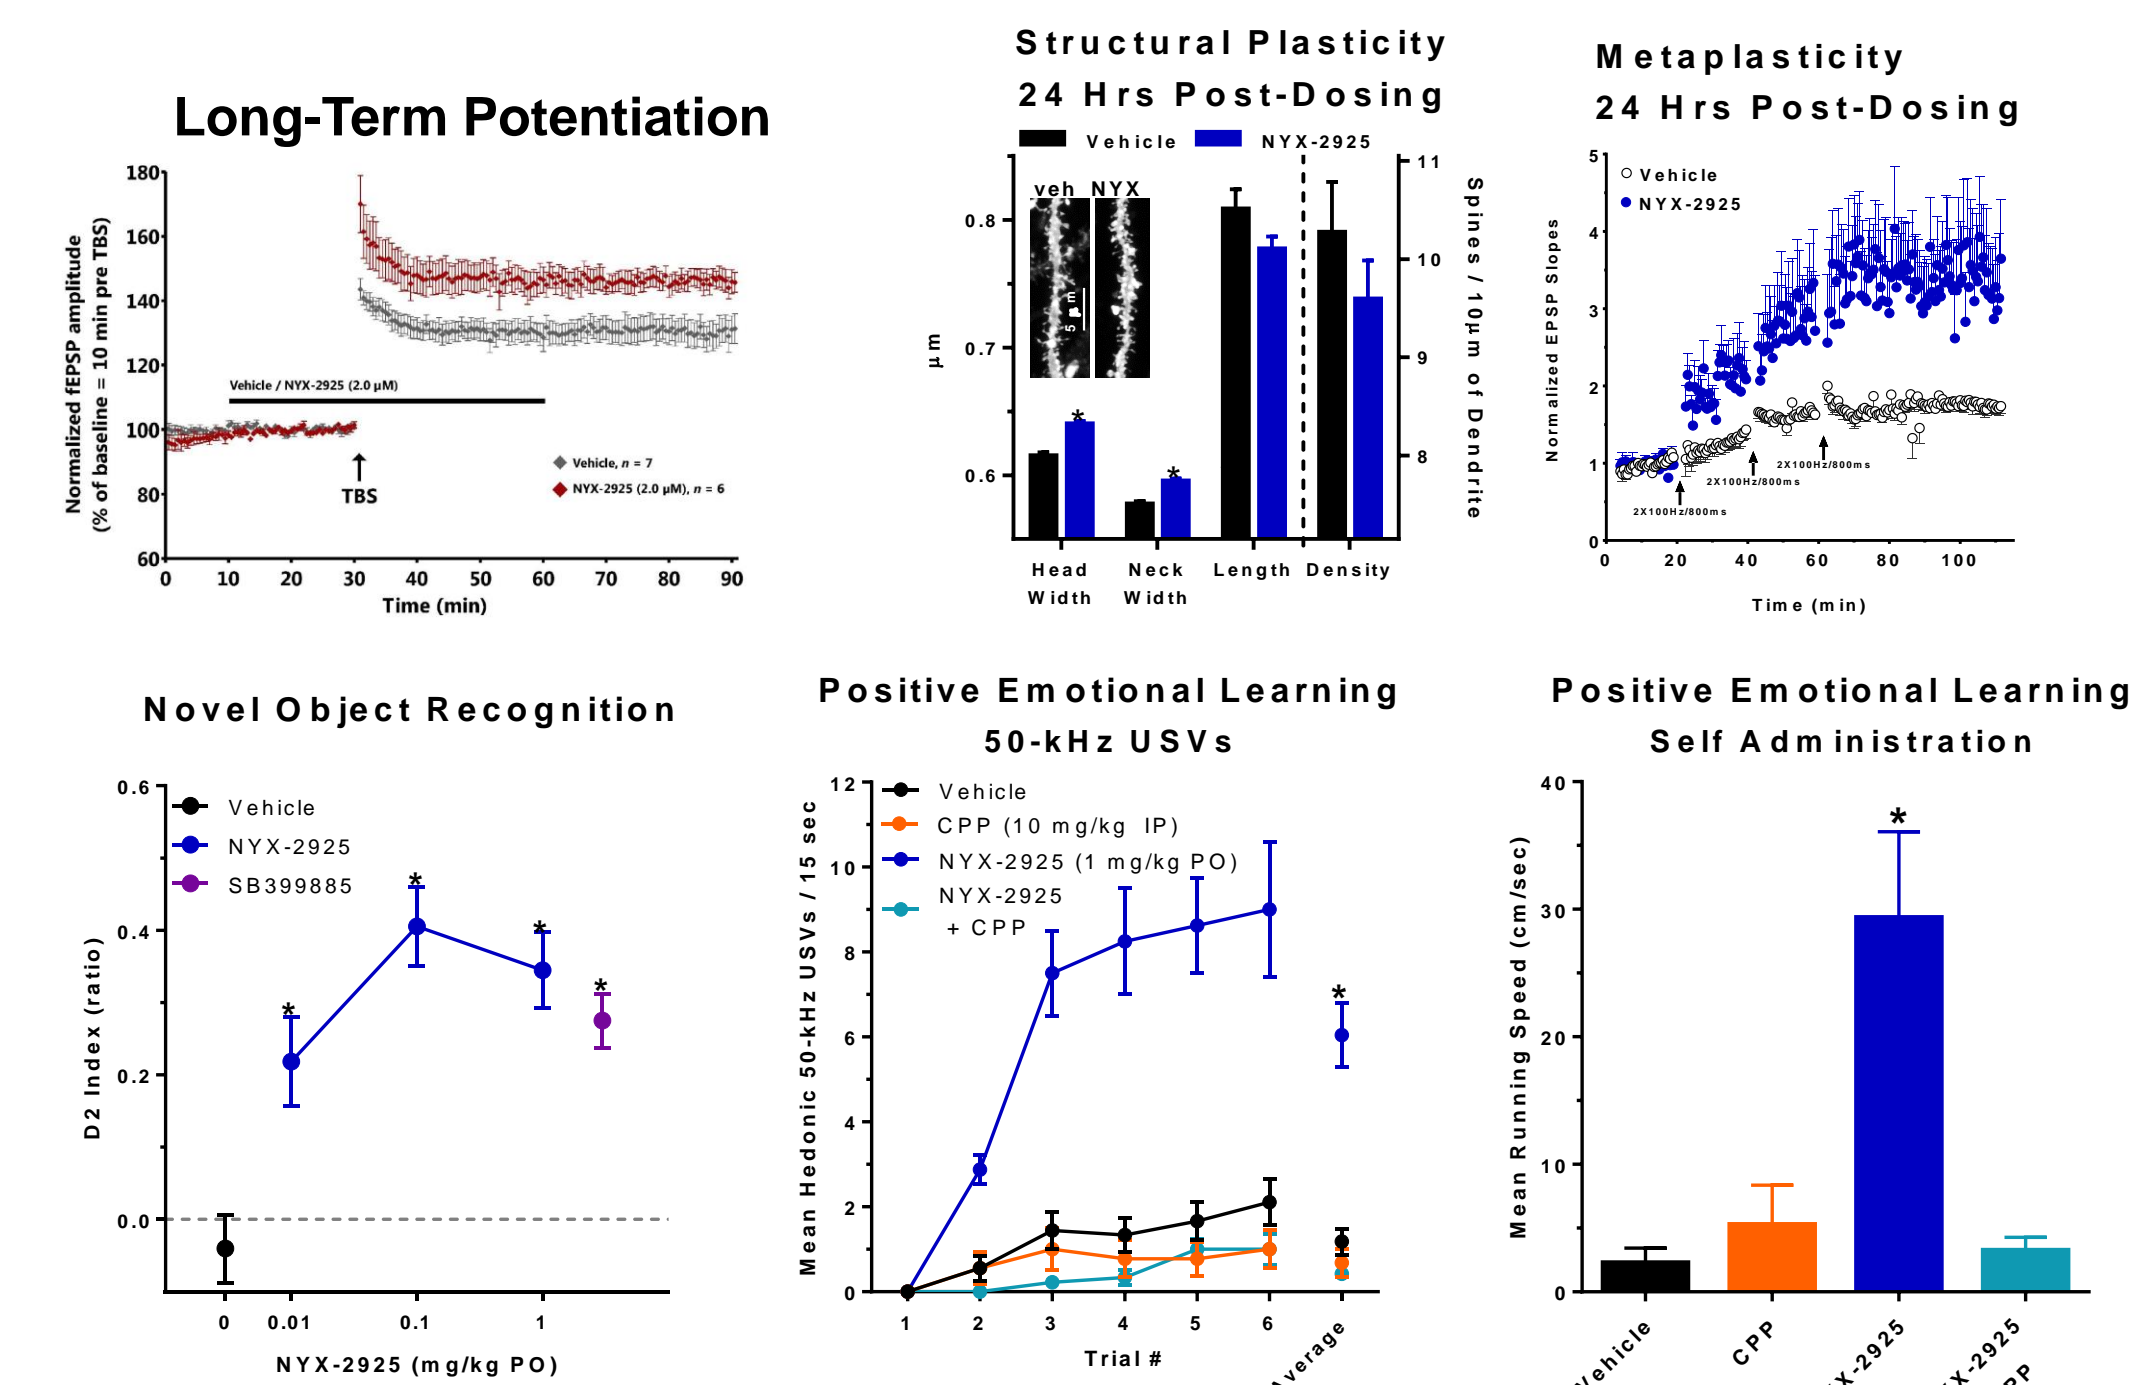 Long-Term Potentiation
180
160
140
120
100
80
60
Normalized fEPSP amplitude
(% of baseline = 10 min pre TBS)
Vehicle / NYX-2925 (2.0 µM)
TBS
Vehicle, n = 7
NYX-2925 (2.0 µM), n = 6
0 10 20 30 40 50 60 70 80 90
Time (min)
Structural Plasticity
24 Hrs Post-Dosing
Vehicle NYX-2925
veh NYX
0.8
0.7
0.6
µm
11
10
9
8
Spines / 10µm of Dendrite
* *
Head Width
Neck Width
Length
Density
Metaplasticity
24 Hrs Post-Dosing
Vehicle
NYX-2925
5
4
3
2
1
0
Normalized EPSP Slopes
2X100Hz/800ms
2X100Hz/800ms
2X100Hz/800ms
0 20 40 60 80 100
Time (min)
Novel Object Recognition
Vehicle
NYX-2925
SB399885
0.6
0.4
0.2
0.0
D2 Index (ratio)
* * * *
0 0.01 0.1 1
NYX-2925 (mg/kg PO)
Positive Emotional Learning
50-kHz USVs
Vehicle
CPP (10 mg/kg IP)
NYX-2925 (1 mg/kg PO)
NYX-2925
+ CPP
12
10
8
6
4
2
0
Mean Hedonic 50-kHz USVs / 15 sec
*
1 2 3 4 5 6 Average
Trial #
Positive Emotional Learning
Self Administration
40
30
20
10
0
Mean Running Speed (cm/sec)
*
Vehicle
CPP
X-2925
X-2925
PP